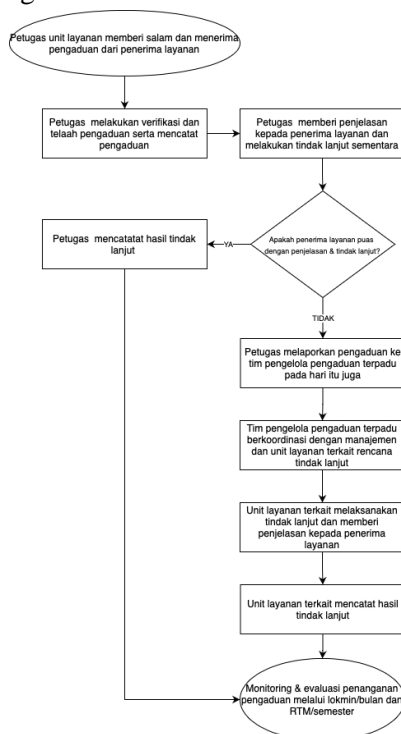 Petugas unit layanan memberi salam dan menerima
pengaduan dari penerima layanan
Petugas melakukan verifikasi dan
telaah pengaduan serta mencatat
pengaduan
Petugas memberi penjelasan
kepada penerima layanan dan
melakukan tindak lanjut sementara
Apakah penerima layanan puas
dengan penjelasan & tindak lanjut?
YA
Petugas mencatatat hasil tindak
lanjut
TIDAK
Petugas melaporkan pengaduan ke
tim pengelola pengaduan terpadu
pada hari itu juga
Tim pengelola pengaduan terpadu
berkoordinasi dengan manajemen
dan unit layanan terkait rencana
tindak lanjut
Unit layanan terkait melaksanakan
tindak lanjut dan memberi
penjelasan kepada penerima
layanan
Unit layanan terkait mencatat hasil
tindak lanjut
Monitoring & evaluasi penanganan
pengaduan melalui lokmin/bulan dan
RTM/semester